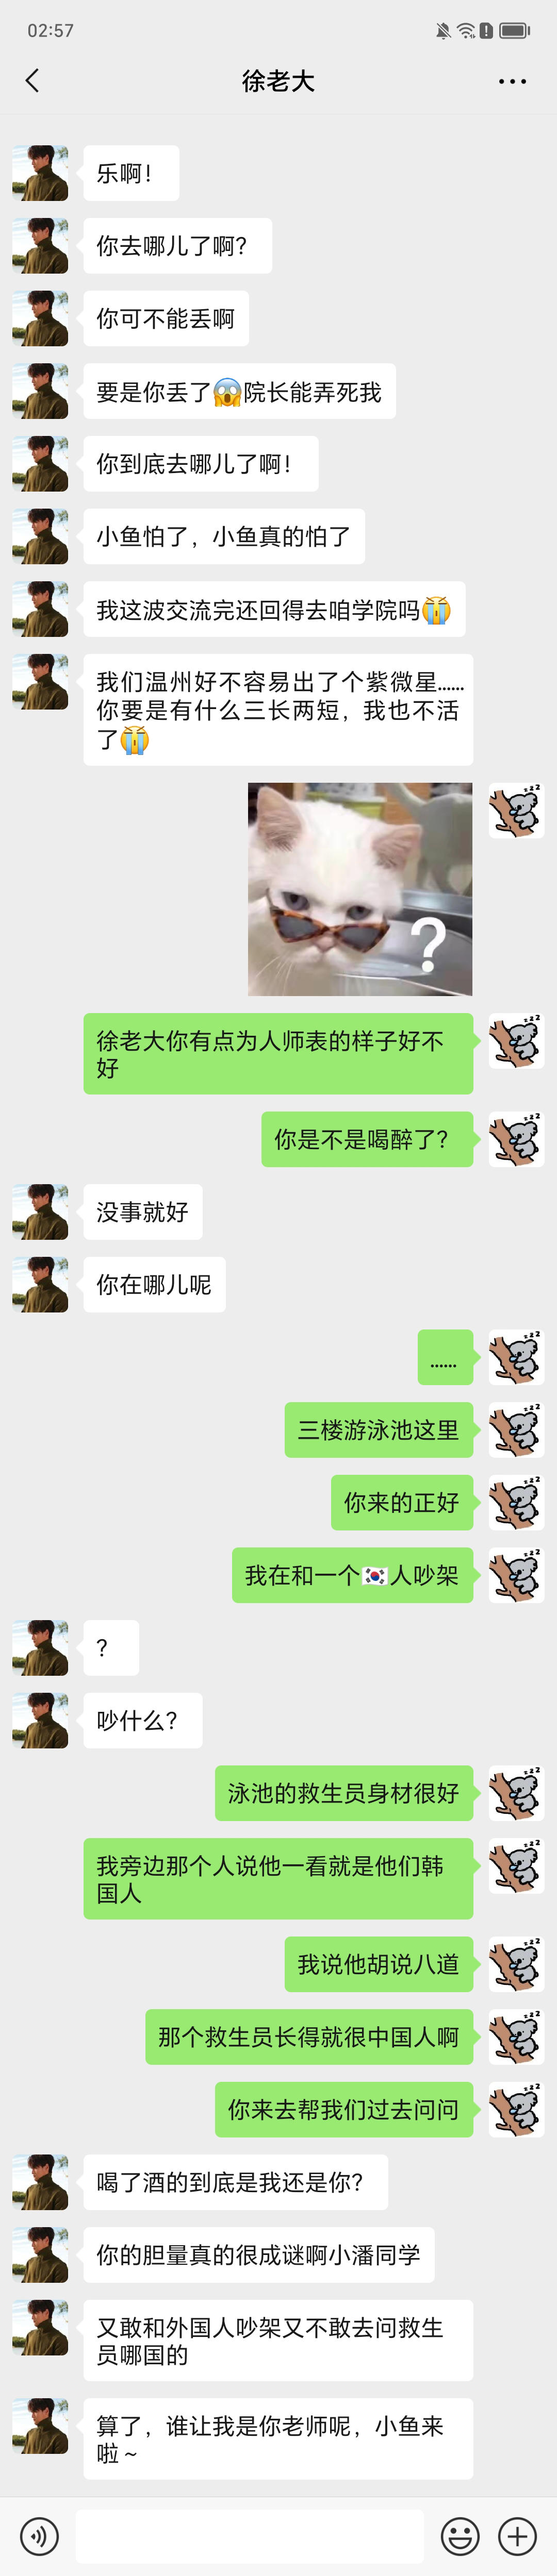 02:57
徐老大
乐啊！
你去哪儿了啊？
你可不能丢啊
要是你丢了😱院长能弄死我
你到底去哪儿了啊！
小鱼怕了，小鱼真的怕了
我这波交流完还回得去咱学院吗😭
我们温州好不容易出了个紫微星……
你要是有什么三长两短，我也不活
了😭
?
徐老大你有点为人师表的样子好不
好
你是不是喝醉了？
没事就好
你在哪儿呢
……
三楼游泳池这里
你来的正好
我在和一个🇰🇷人吵架
？
吵什么？
泳池的救生员身材很好
我旁边那个人说他一看就是他们韩
国人
我说他胡说八道
那个救生员长得就很中国人啊
你来去帮我们过去问问
喝了酒的到底是我还是你？
你的胆量真的很成谜啊小潘同学
又敢和外国人吵架又不敢去问救生
员哪国的
算了，谁让我是你老师呢，小鱼来
啦～